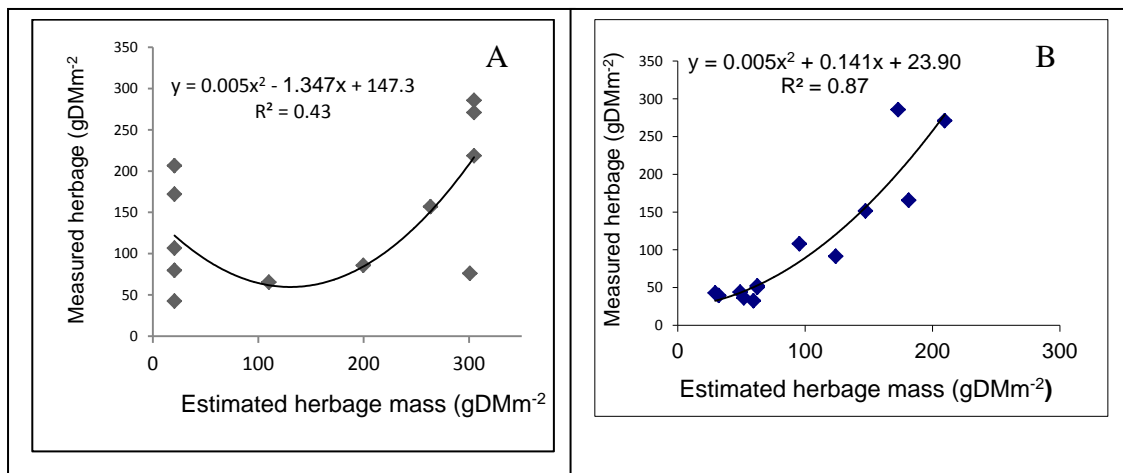 A
y = 0.005x² - 1.347x + 147.3
R² = 0.43
Measured herbage (gDMm⁻²
350
300
250
200
150
100
50
0
0 100 200 300
Estimated herbage mass (gDMm⁻²
B
y = 0.005x² + 0.141x + 23.90
R² = 0.87
Measured herbage (gDMm⁻²)
350
300
250
200
150
100
50
0
0 100 200 300
Estimated herbage mass (gDMm⁻²)